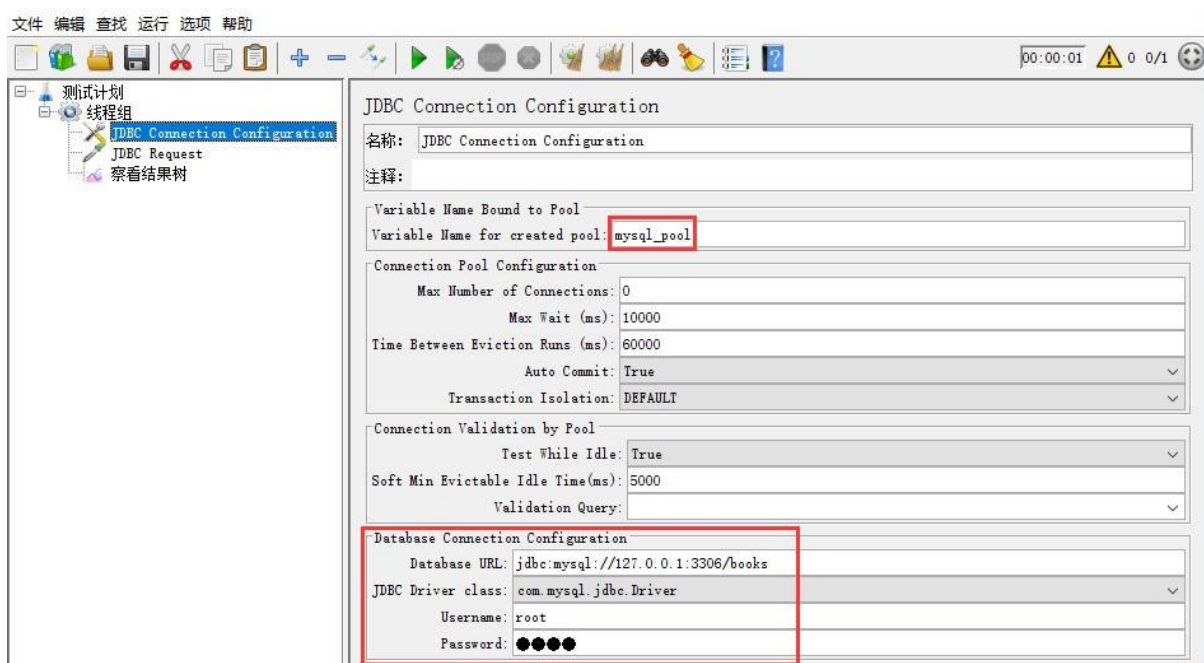 文件 编辑 查找 运行 选项 帮助
STOP
00:00:01 0 0/1
测试计划
线程组
JDBC Connection Configuration
JDBC Request
察看结果树
JDBC Connection Configuration
名称: JDBC Connection Configuration
注释:
Variable Name Bound to Pool
Variable Name for created pool: mysql_pool
Connection Pool Configuration
Max Number of Connections: 0
Max Wait (ms): 10000
Time Between Eviction Runs (ms): 60000
Auto Commit: True
Transaction Isolation: DEFAULT
Connection Validation by Pool
Test While Idle: True
Soft Min Evictable Idle Time(ms): 5000
Validation Query:
Database Connection Configuration
Database URL: jdbc:mysql://127.0.0.1:3306/books
JDBC Driver class: com.mysql.jdbc.Driver
Username: root
Password: ●●●●